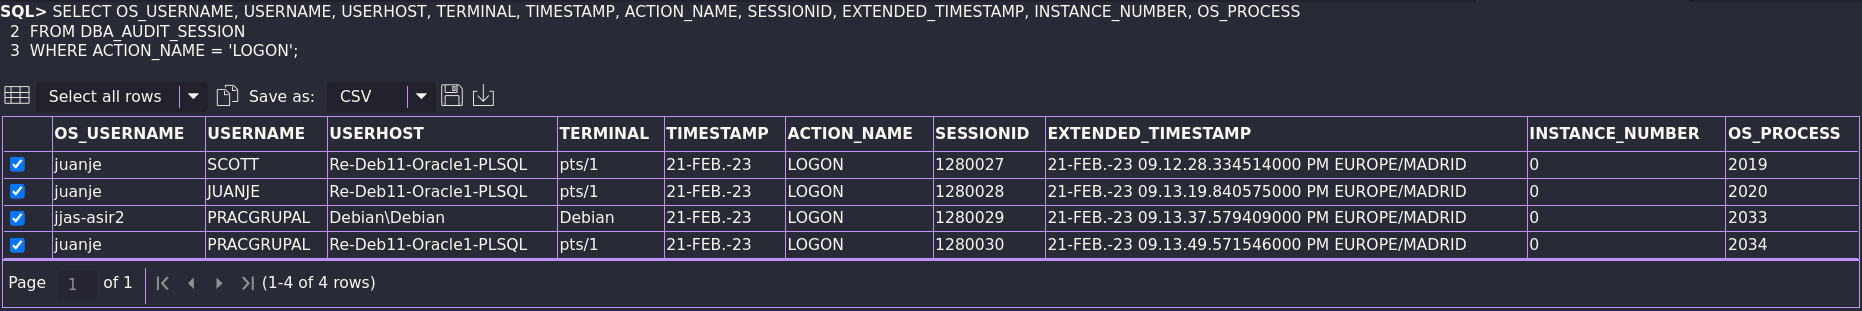 SQL> SELECT OS_USERNAME, USERNAME, USERHOST, TERMINAL, TIMESTAMP, ACTION_NAME, SESSIONID, EXTENDED_TIMESTAMP, INSTANCE_NUMBER, OS_PROCESS
2 FROM DBA_AUDIT_SESSION
3 WHERE ACTION_NAME = 'LOGON';
Select all rows Save as: CSV
OS_USERNAME USERNAME USERHOST TERMINAL TIMESTAMP ACTION_NAME SESSIONID EXTENDED_TIMESTAMP INSTANCE_NUMBER OS_PROCESS
juanje SCOTT Re-Deb11-Oracle1-PLSQL pts/1 21-FEB.-23 LOGON 1280027 21-FEB.-23 09.12.28.334514000 PM EUROPE/MADRID 0 2019
juanje JUANJE Re-Deb11-Oracle1-PLSQL pts/1 21-FEB.-23 LOGON 1280028 21-FEB.-23 09.13.19.840575000 PM EUROPE/MADRID 0 2020
jjas-asir2 PRACGRUPAL Debian\Debian Debian 21-FEB.-23 LOGON 1280029 21-FEB.-23 09.13.37.579409000 PM EUROPE/MADRID 0 2033
juanje PRACGRUPAL Re-Deb11-Oracle1-PLSQL pts/1 21-FEB.-23 LOGON 1280030 21-FEB.-23 09.13.49.571546000 PM EUROPE/MADRID 0 2034
Page 1 of 1 (1-4 of 4 rows)